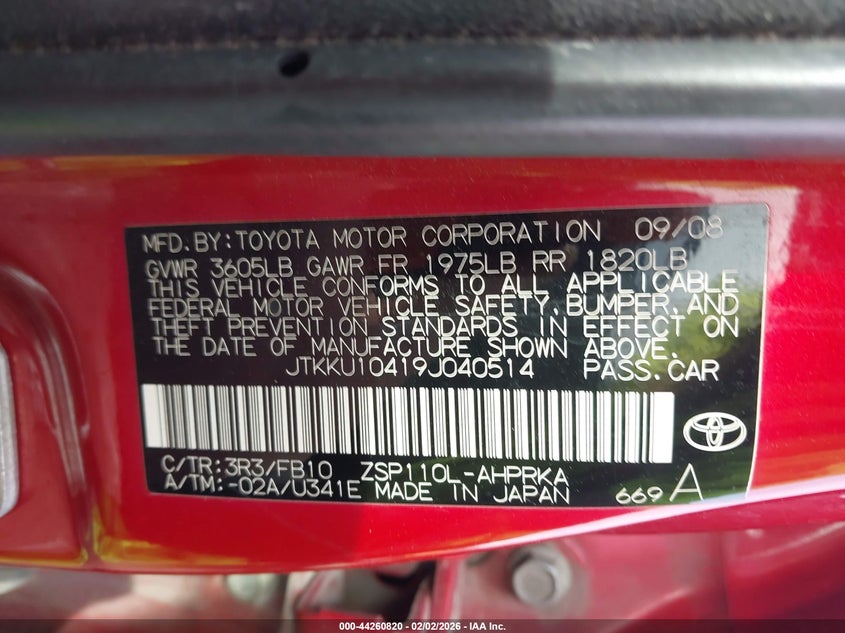 MFD.BY:TOYOTA MOTOR CORPORATION 09/08
GVWR 3605LB GAWR FR 1975LB RR 1820LB
THIS VEHICLE CONFORMS TO ALL APPLICABLE
FEDERAL MOTOR VEHICLE SAFETY,BUMPER,AND
THEFT PREVENTION STANDARDS IN EFFECT ON
THE DATE OF MANUFACTURE SHOWN ABOVE.
JTKKU10419J040514 PASS.CAR
C/TR:3R3/FB10 ZSP110L-AHPRKA
A/TM:-02A/U341E MADE IN JAPAN 669 A
000-44260820 - 02/02/2026 - IAA Inc.